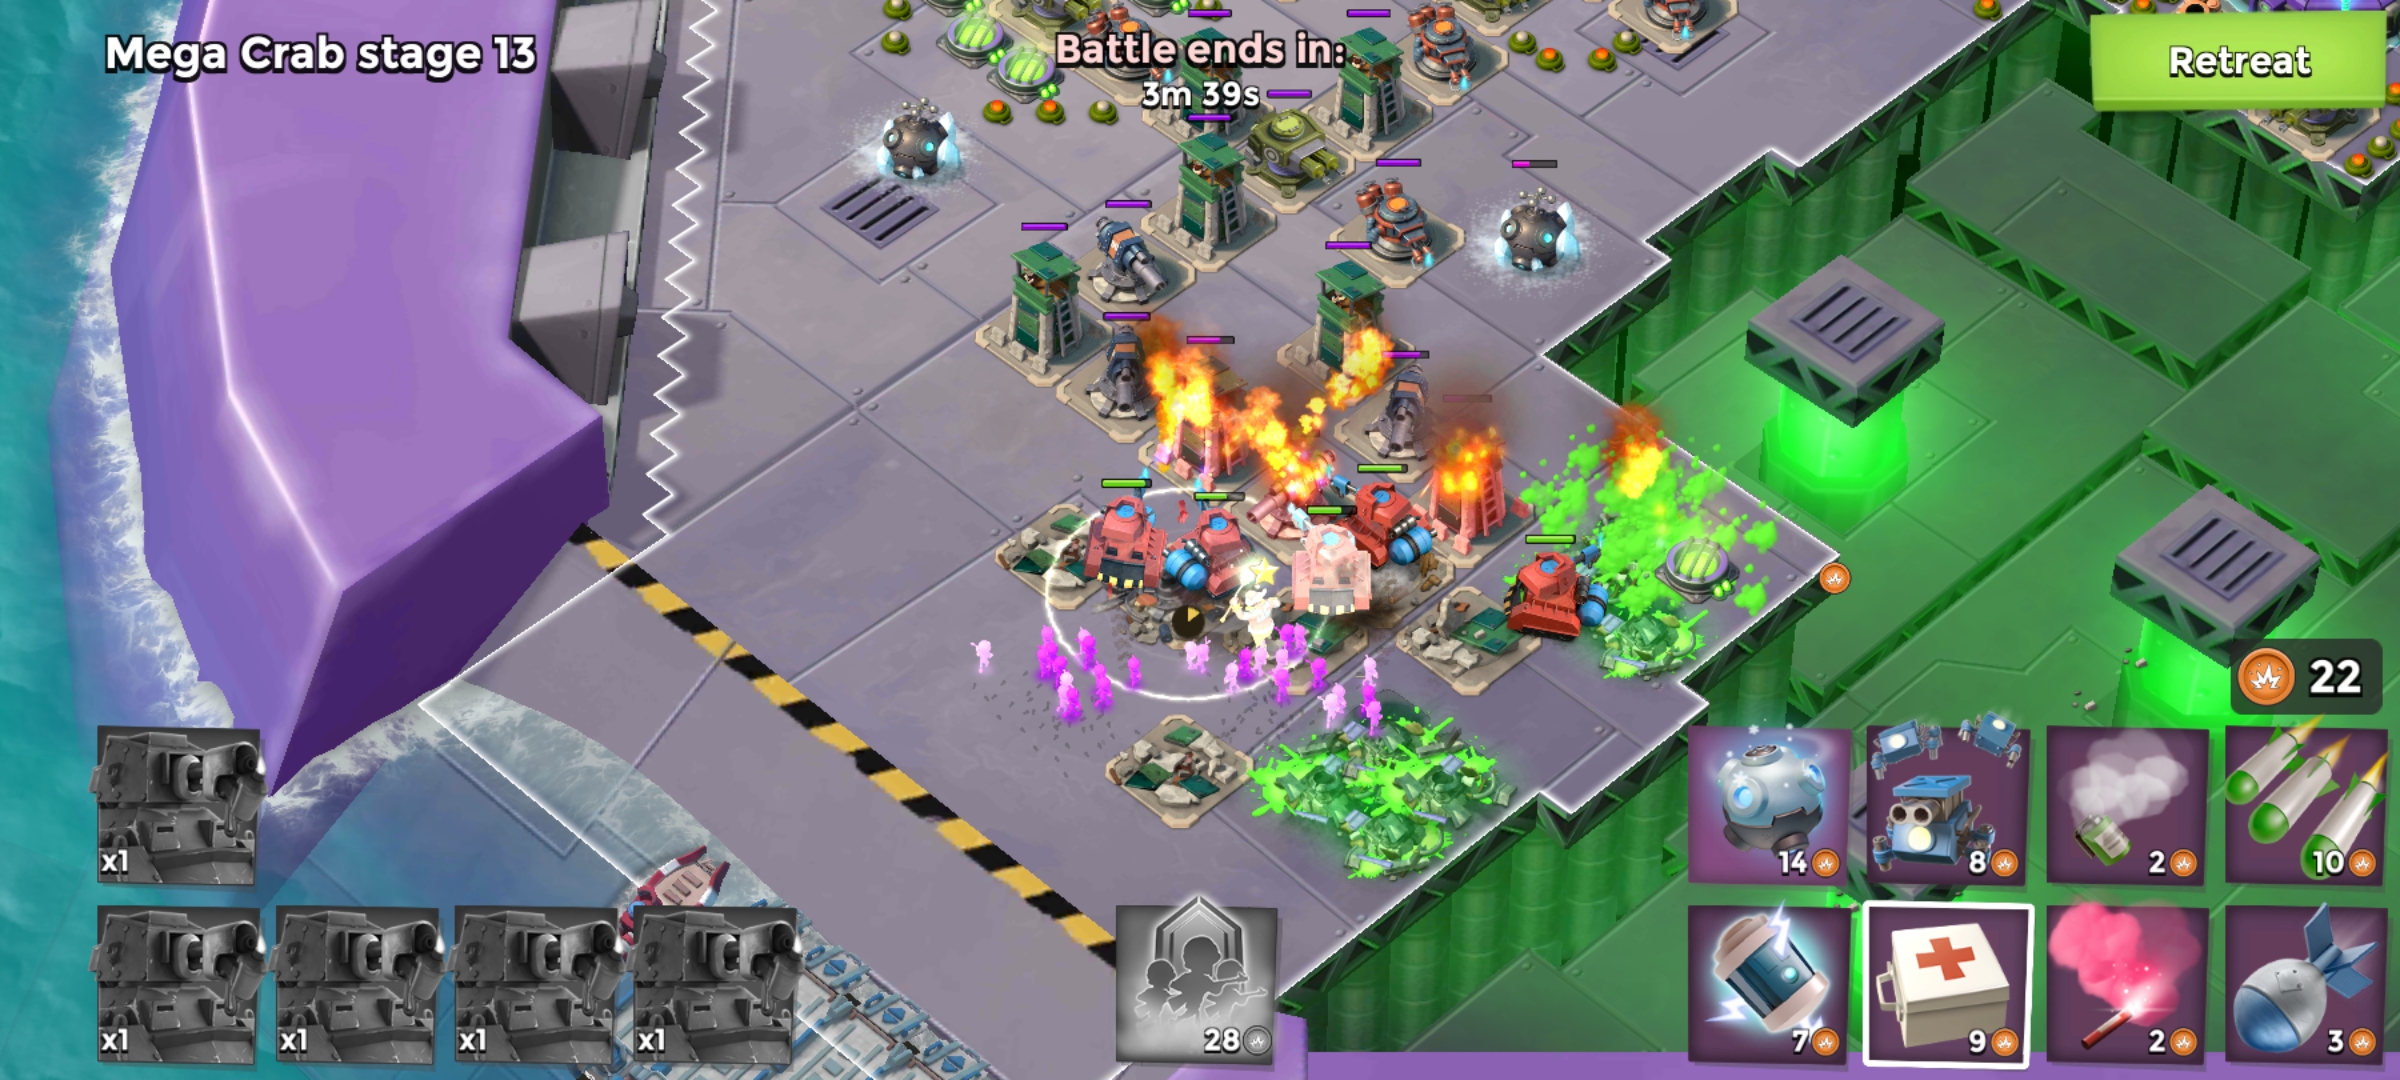 Mega Crab stage 13
Battle ends in:
3m 39s
Retreat
22
x1
14
8
2
10
x1
x1
x1
x1
28
7
9
2
3